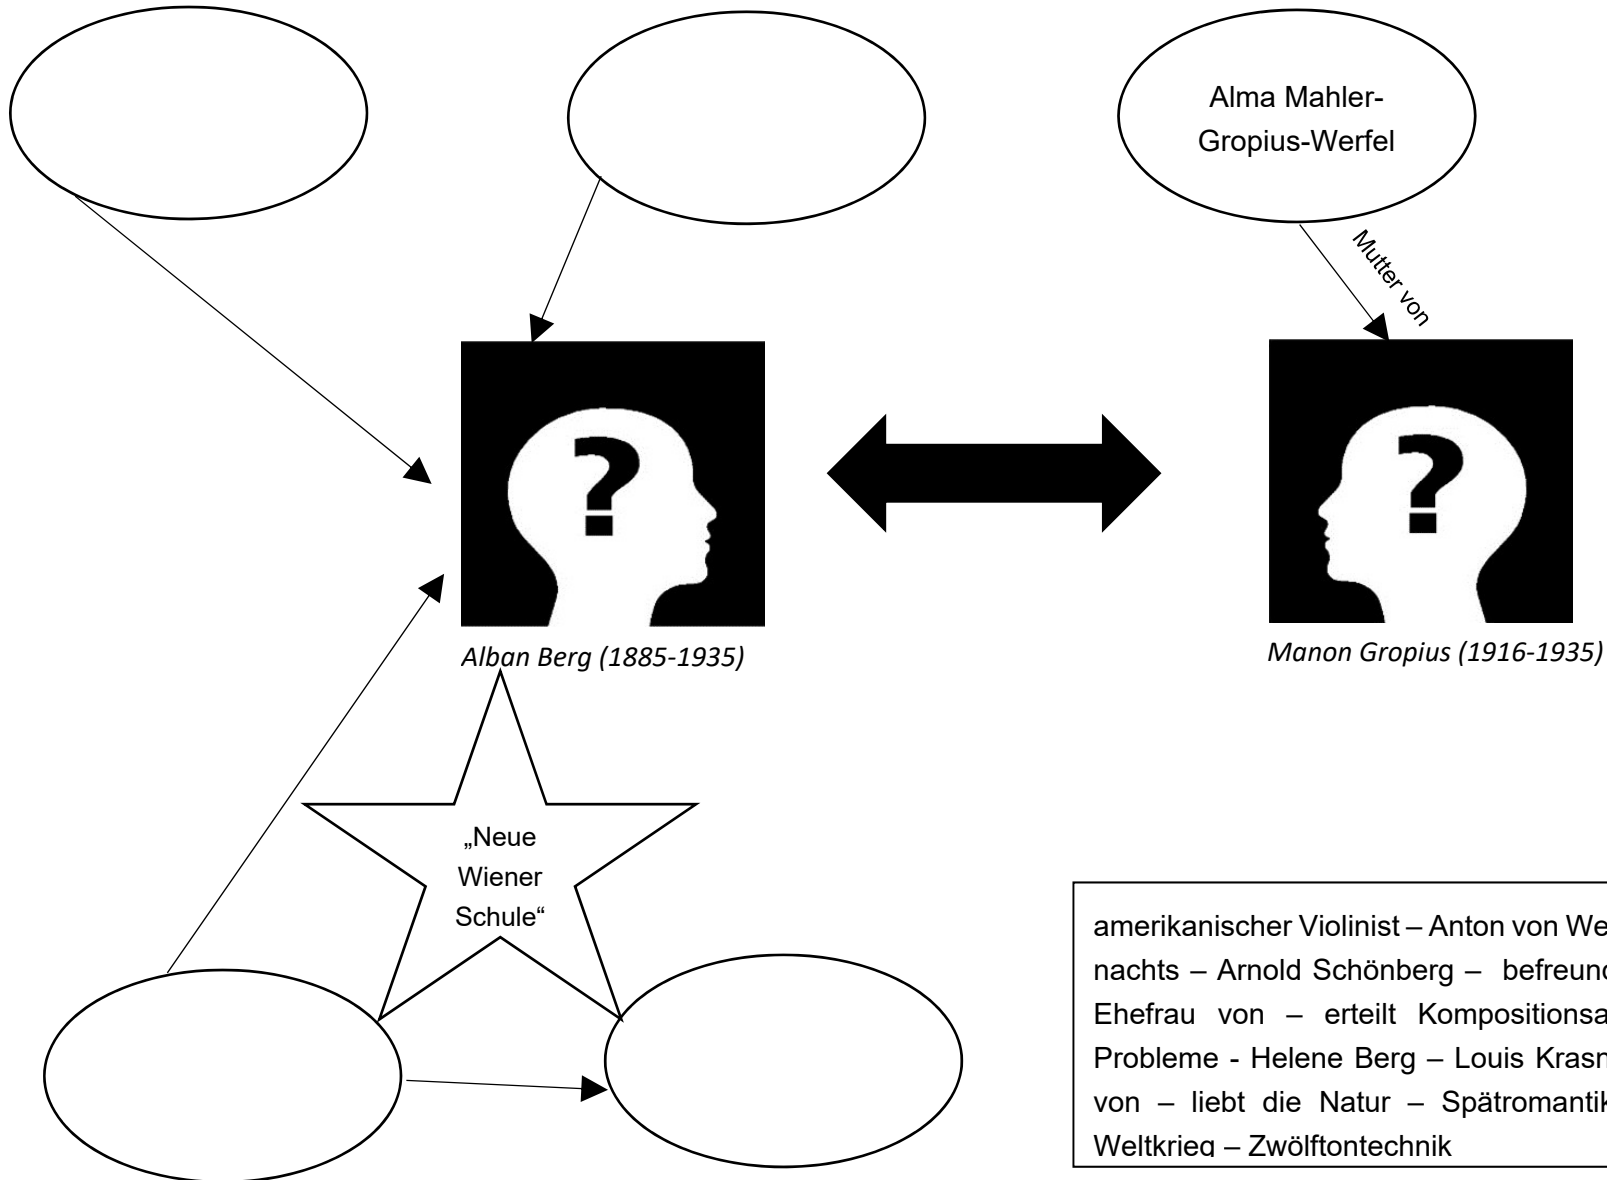 Alma Mahler-
Gropius-Werfel
Mutter von
?
?
Alban Berg (1885-1935)
Manon Gropius (1916-1935)
„Neue
Wiener
Schule“
amerikanischer Violinist – Anton von We
nachts – Arnold Schönberg – befreund
Ehefrau von – erteilt Kompositionsa
Probleme - Helene Berg – Louis Krasn
von – liebt die Natur – Spätromantik
Weltkrieg – Zwölftontechnik